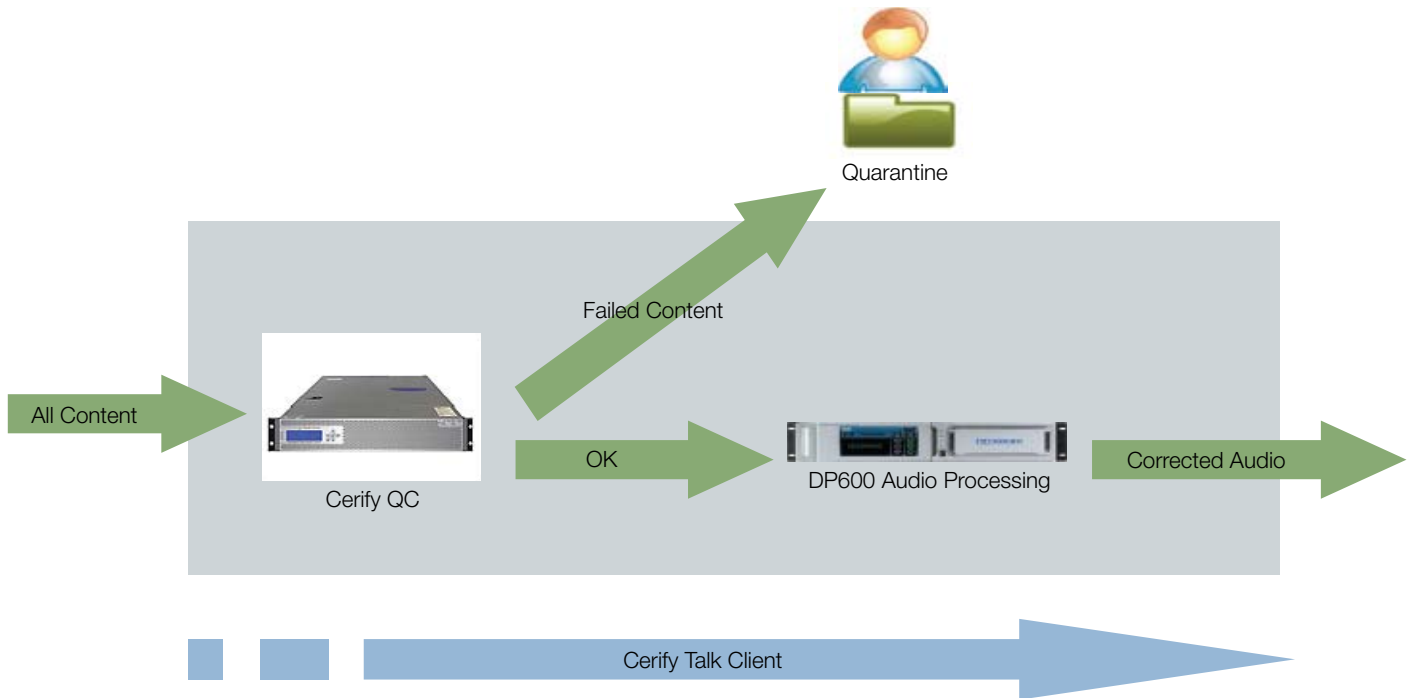 Quarantine
Failed Content
All Content
OK
Cerify QC
DP600 Audio Processing
Corrected Audio
Cerify Talk Client